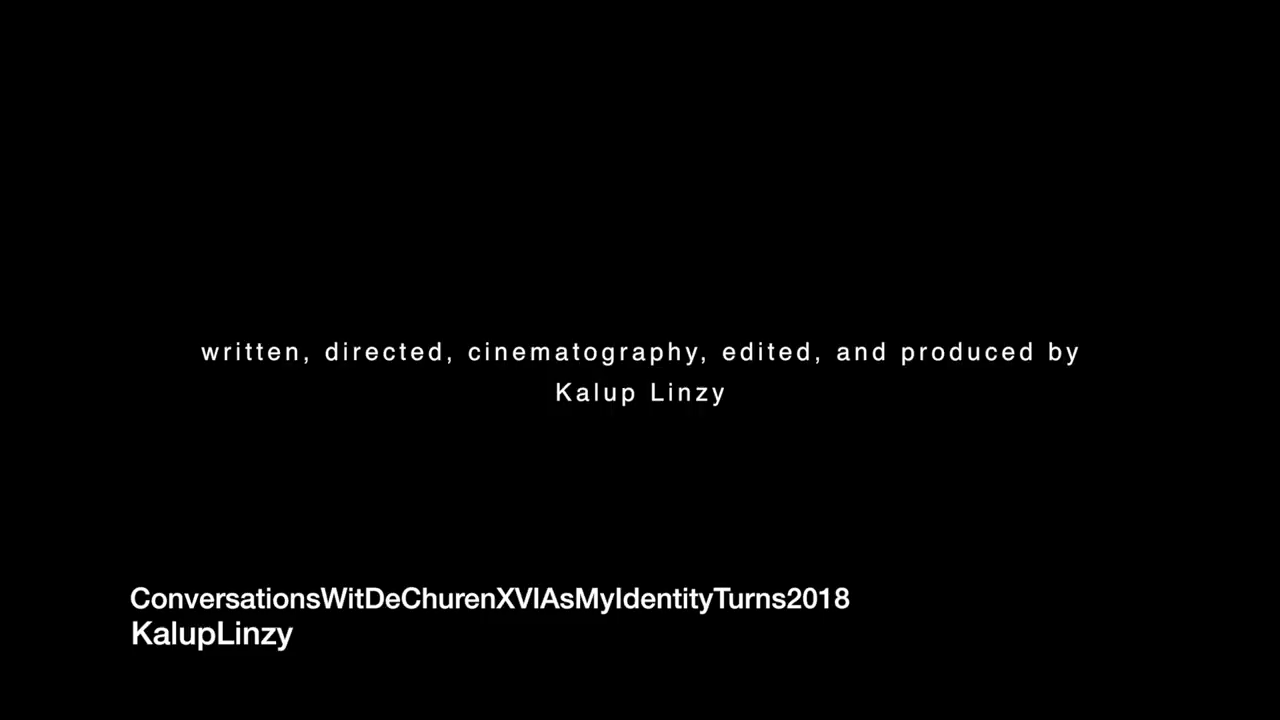 written, directed, cinematography, edited, and produced by
Kalup Linzy
ConversationsWitDeChurenXVIAsMyIdentityTurns2018
KalupLinzy